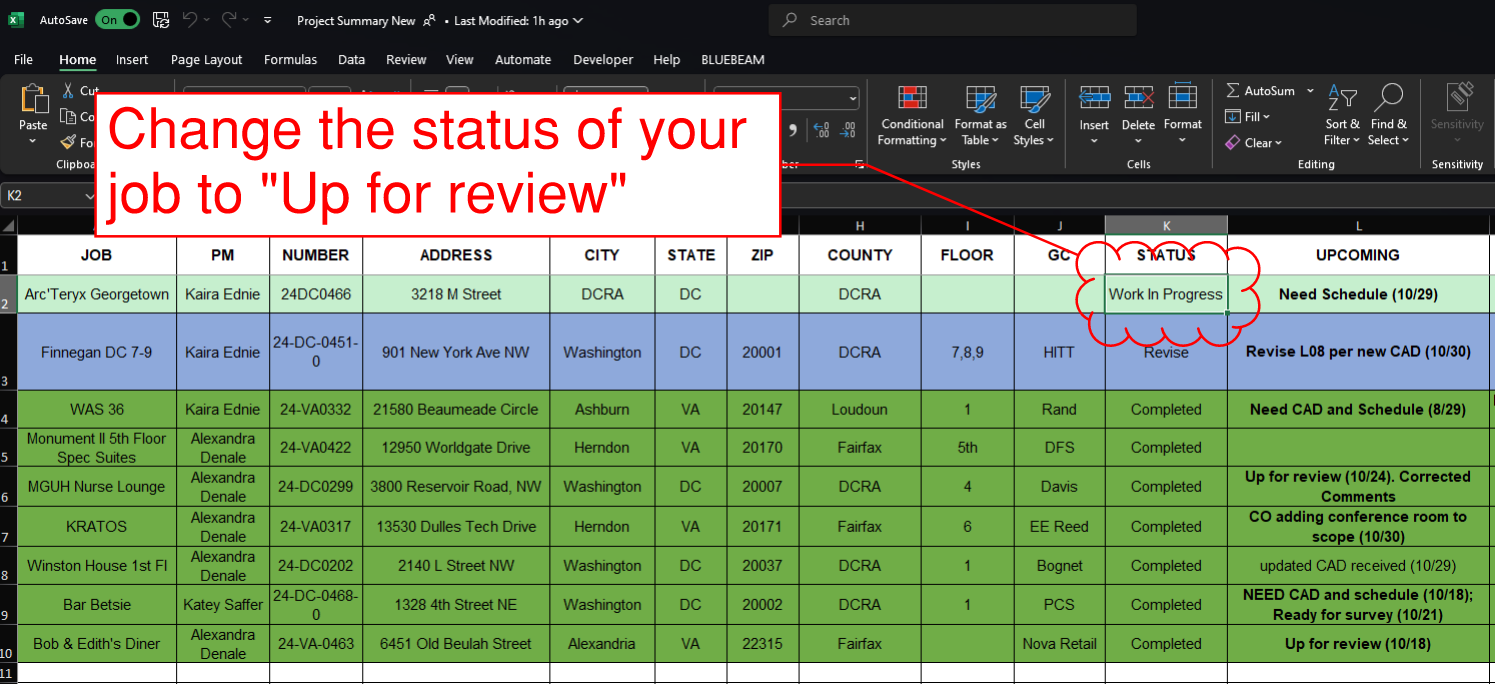 AutoSave On Project Summary New • Last Modified: 1h ago Search
File Home Insert Page Layout Formulas Data Review View Automate Developer Help BLUEBEAM
Paste
Cut
Clipboa
Change the status of your
job to "Up for review"
ber
Conditional
Formatting
Format as
Table
Cell
Styles
Styles
Insert
Delete
Format
Cells
AutoSum
Fill
Clear
Sort &
Filter
Find &
Select
Editing
Sensitivity
Sensitivity
K2
H I J K L
1 JOB PM NUMBER ADDRESS CITY STATE ZIP COUNTY FLOOR GC STATUS UPCOMING
2 Arc'Teryx Georgetown Kaira Ednie 24DC0466 3218 M Street DCRA DC DCRA Work In Progress Need Schedule (10/29)
3 Finnegan DC 7-9 Kaira Ednie 24-DC-0451-
0 901 New York Ave NW Washington DC 20001 DCRA 7,8,9 HITT Revise Revise L08 per new CAD (10/30)
4 WAS 36 Kaira Ednie 24-VA0332 21580 Beaumeade Circle Ashburn VA 20147 Loudoun 1 Rand Completed Need CAD and Schedule (8/29)
5 Monument II 5th Floor
Spec Suites Alexandra
Denale 24-VA0422 12950 Worldgate Drive Herndon VA 20170 Fairfax 5th DFS Completed
6 MGUH Nurse Lounge Alexandra
Denale 24-DC0299 3800 Reservoir Road, NW Washington DC 20007 DCRA 4 Davis Completed Up for review (10/24). Corrected
Comments
7 KRATOS Alexandra
Denale 24-VA0317 13530 Dulles Tech Drive Herndon VA 20171 Fairfax 6 EE Reed Completed CO adding conference room to
scope (10/30)
8 Winston House 1st Fl Alexandra
Denale 24-DC0202 2140 L Street NW Washington DC 20037 DCRA 1 Bognet Completed updated CAD received (10/29)
9 Bar Betsie Katey Saffer 24-DC-0468-
0 1328 4th Street NE Washington DC 20002 DCRA 1 PCS Completed NEED CAD and schedule (10/18);
Ready for survey (10/21)
10 Bob & Edith's Diner Alexandra
Denale 24-VA-0463 6451 Old Beulah Street Alexandria VA 22315 Fairfax Nova Retail Completed Up for review (10/18)
11